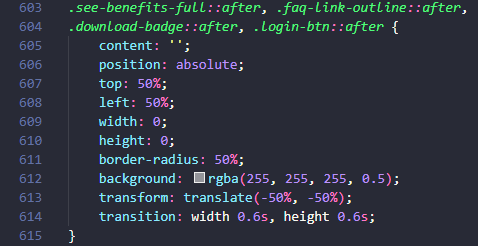 603 .see-benefits-full::after, .faq-link-outline::after,
604 .download-badge::after, .login-btn::after {
605     content: '';
606     position: absolute;
607     top: 50%;
608     left: 50%;
609     width: 0;
610     height: 0;
611     border-radius: 50%;
612     background: rgba(255, 255, 255, 0.5);
613     transform: translate(-50%, -50%);
614     transition: width 0.6s, height 0.6s;
615 }